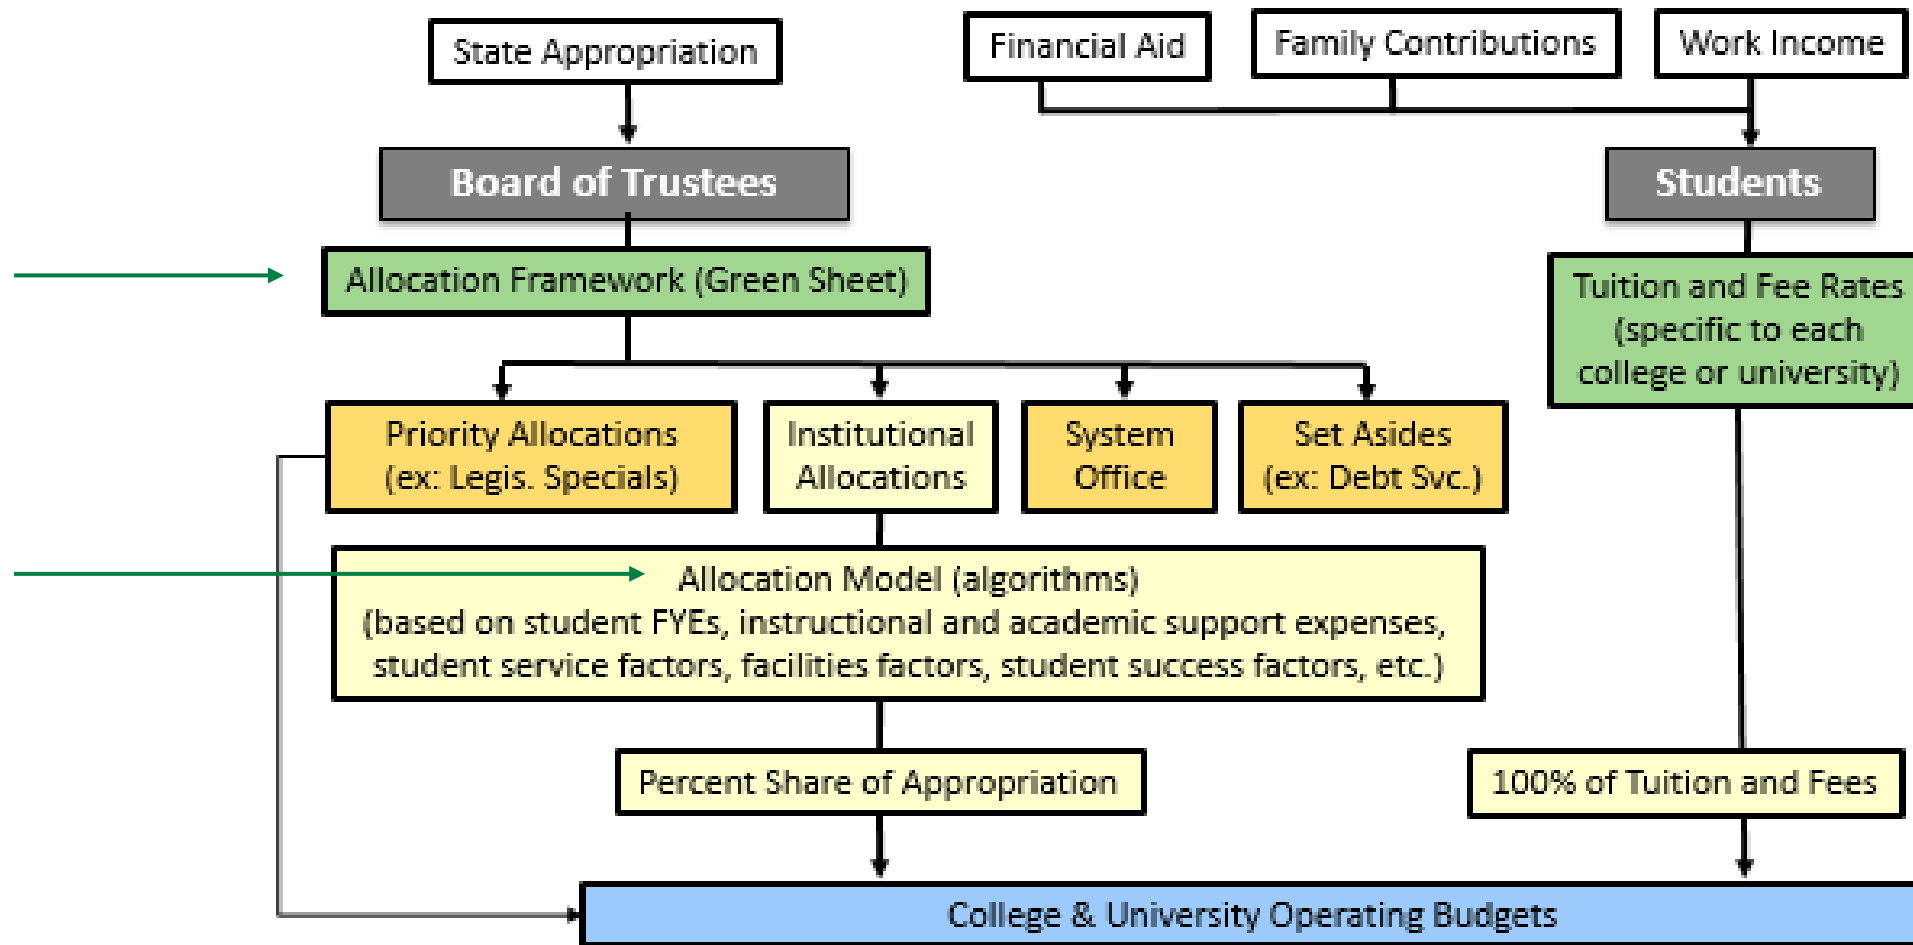 State Appropriation
Financial Aid
Family Contributions
Work Income
Board of Trustees
Students
Allocation Framework (Green Sheet)
Tuition and Fee Rates
(specific to each
college or university)
Priority Allocations
(ex: Legis. Specials)
Institutional
Allocations
System
Office
Set Asides
(ex: Debt Svc.)
Allocation Model (algorithms)
(based on student FYEs, instructional and academic support expenses,
student service factors, facilities factors, student success factors, etc.)
Percent Share of Appropriation
100% of Tuition and Fees
College & University Operating Budgets